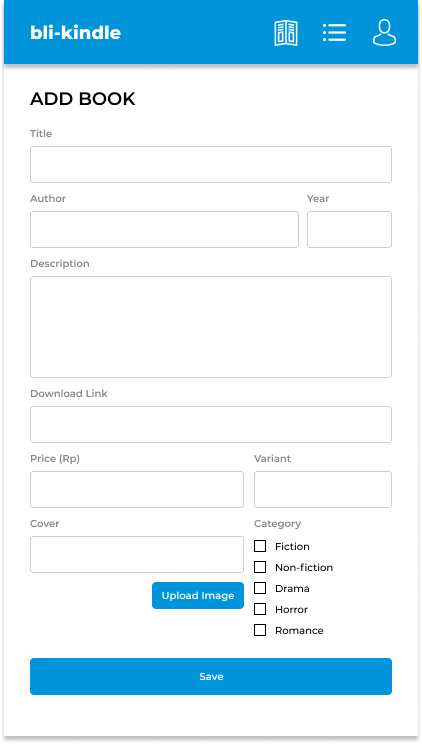 bli-kindle
ADD BOOK
Title
Author Year
Description
Download Link
Price (Rp) Variant
Cover Category
Fiction
Non-fiction
Drama
Horror
Romance
Upload Image
Save